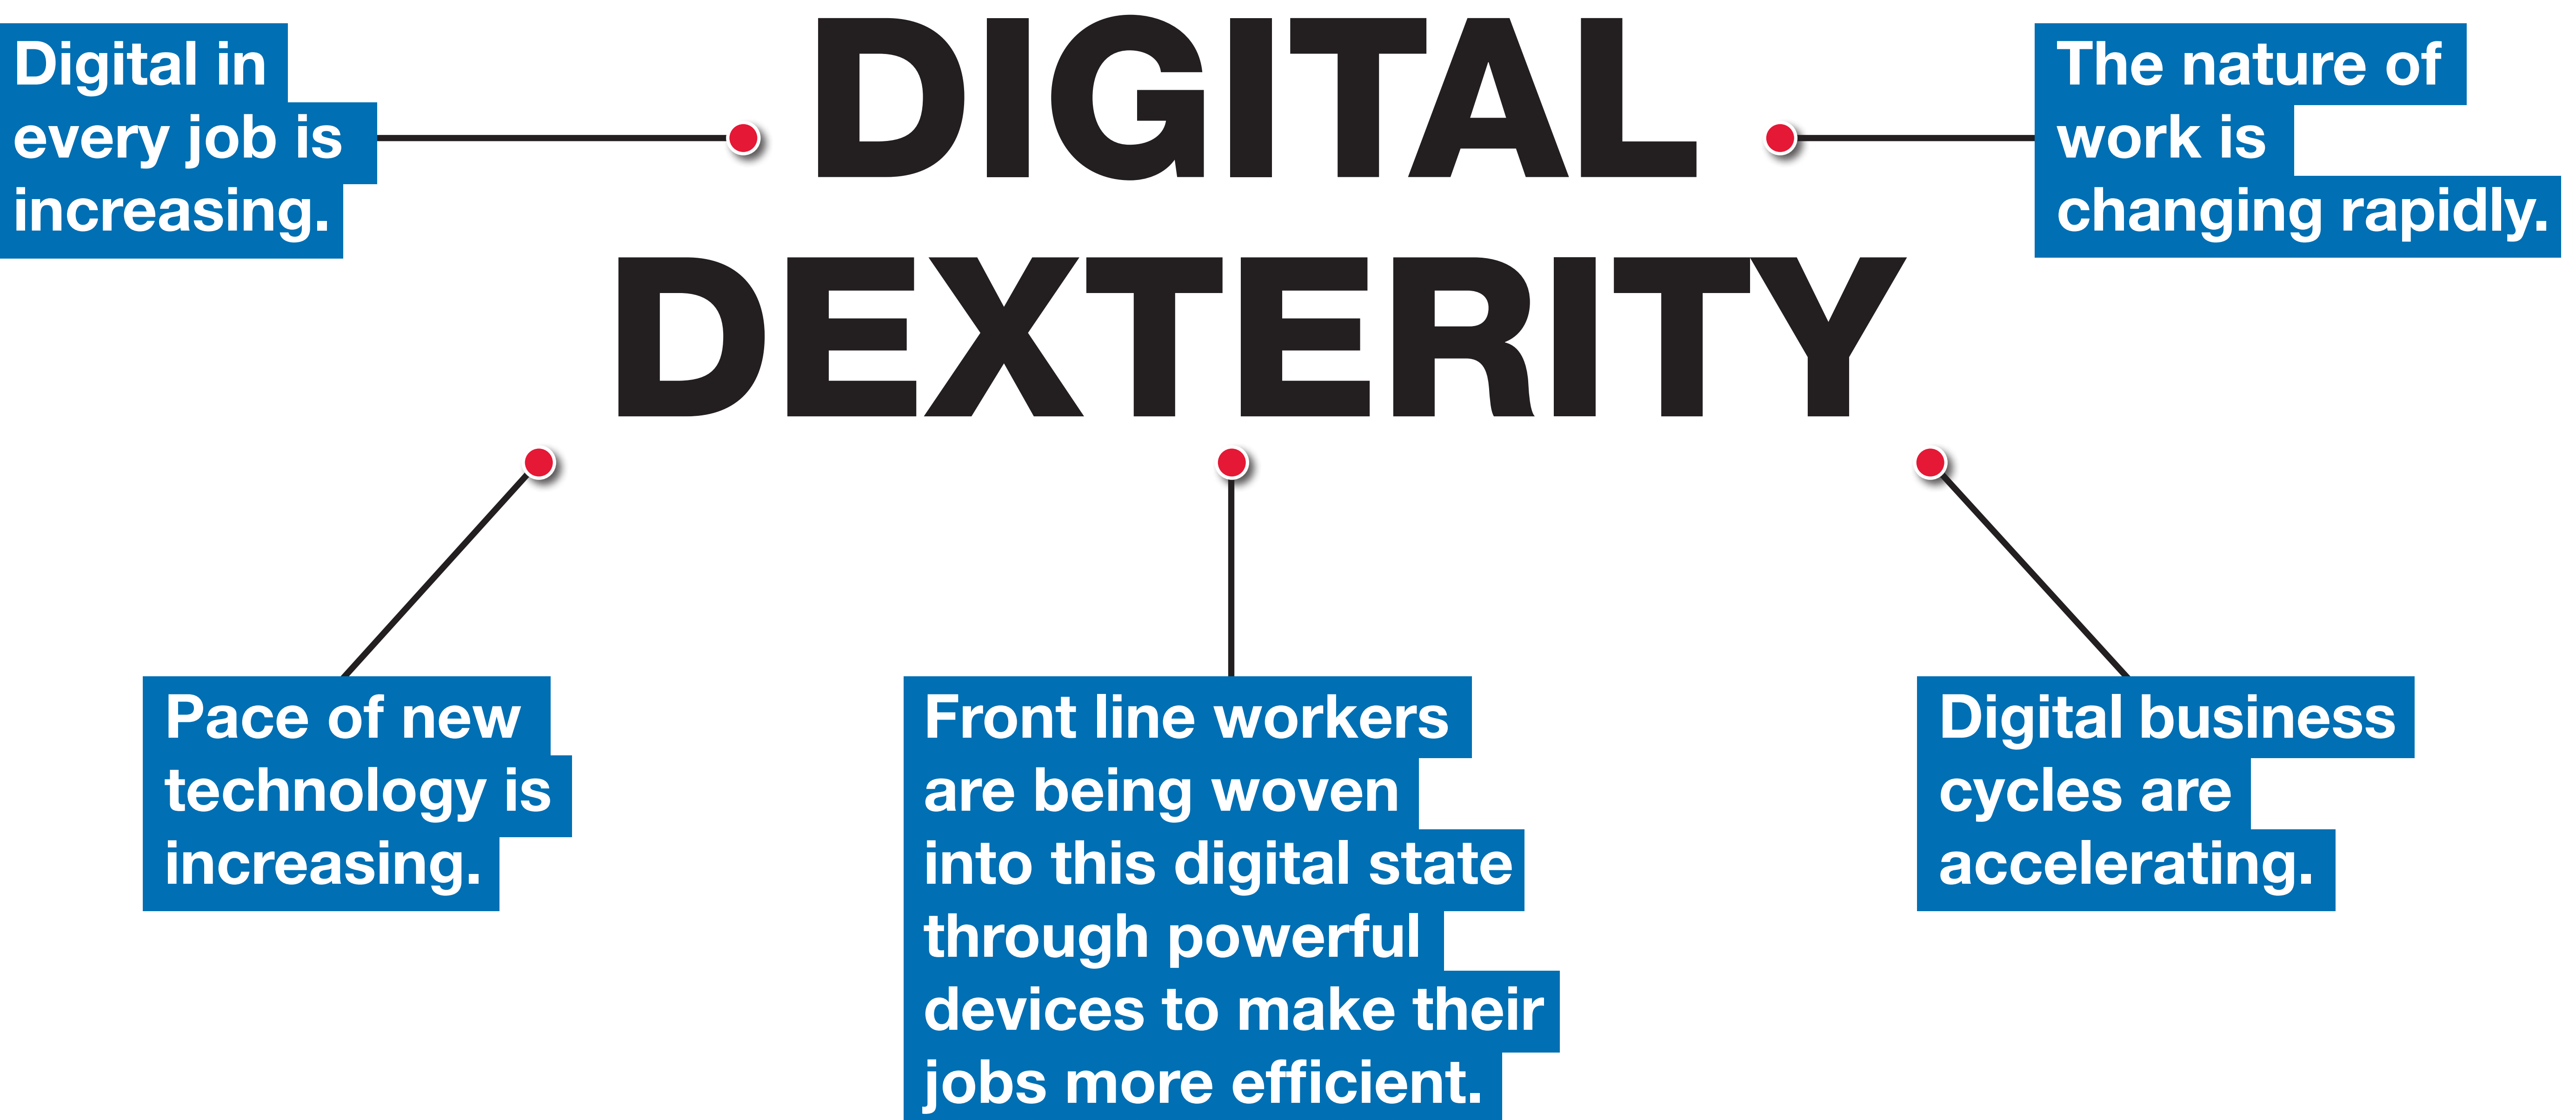 DIGITAL
DEXTERITY
Digital in
every job is
increasing.
The nature of
work is
changing rapidly.
Pace of new
technology is
increasing.
Front line workers
are being woven
into this digital state
through powerful
devices to make their
jobs more efficient.
Digital business
cycles are
accelerating.